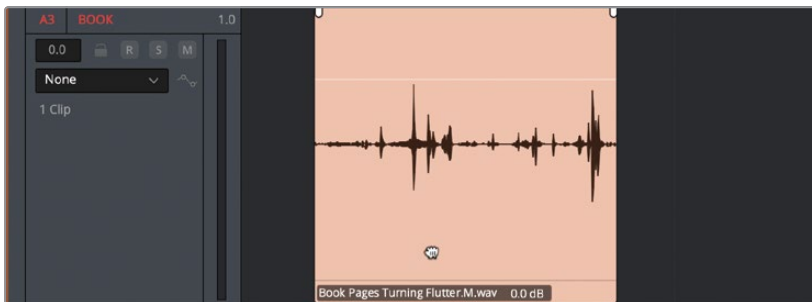 A3 BOOK 1.0
0.0 R S M
None
1 Clip
Book Pages Turning Flutter.M.wav 0.0 dB